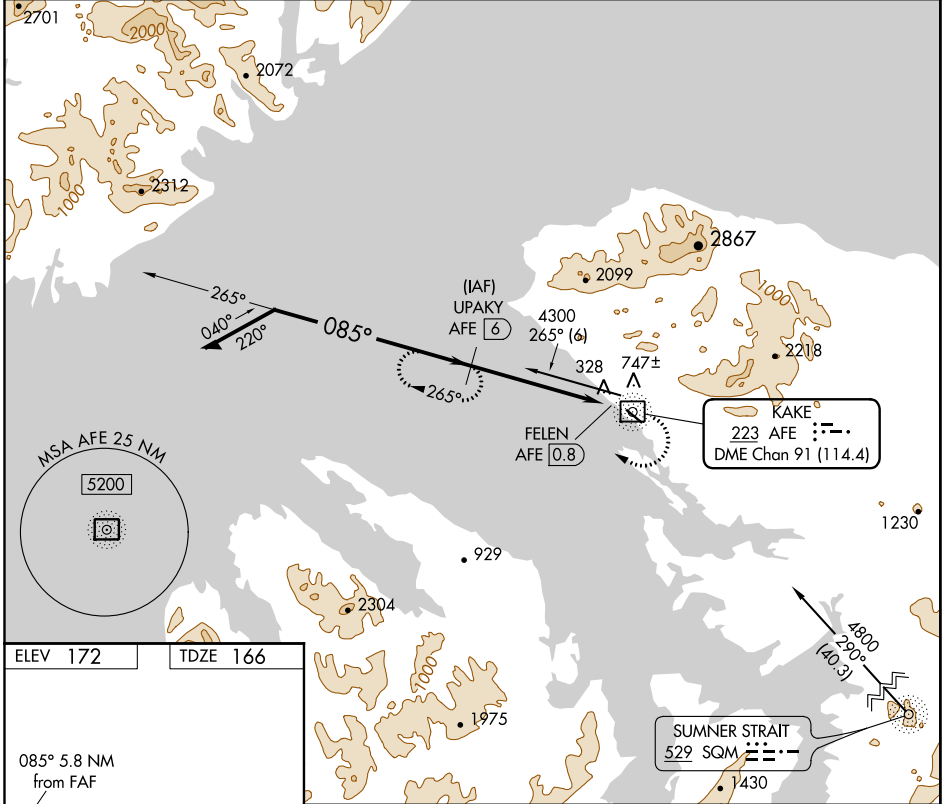 2701
2000
2072
2312
1000
2867
2099
1000
(IAF)
UPAKY
AFE 6
4300
265° (6)
265°
040°
220°
085°
328
747±
2218
265°
FELEN
AFE 0.8
KAKE
223 AFE
DME Chan 91 (114.4)
MSA AFE 25 NM
5200
1230
929
2304
4800
290°
(40.3)
ELEV 172
TDZE 166
1000
1975
SUMNER STRAIT
529 SQM
1430
085° 5.8 NM
from FAF